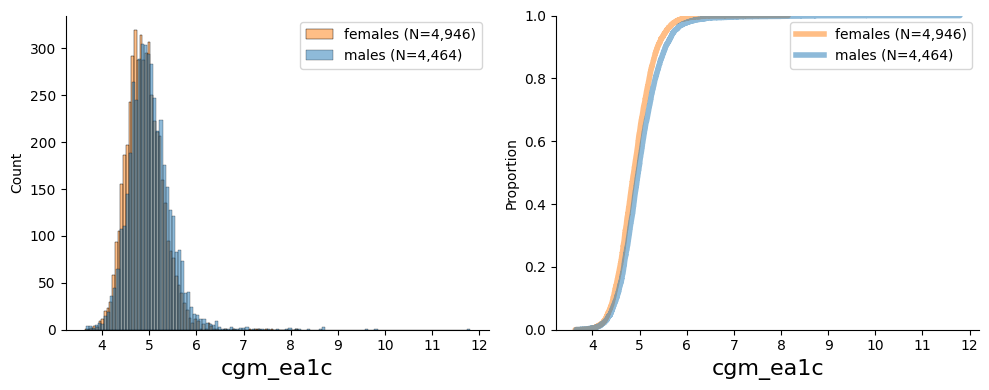 females (N=4,946)
males (N=4,464)
Count
0
50
100
150
200
250
300
4 5 6 7 8 9 10 11 12
cgm_ea1c
females (N=4,946)
males (N=4,464)
Proportion
0.0
0.2
0.4
0.6
0.8
1.0
4 5 6 7 8 9 10 11 12
cgm_ea1c